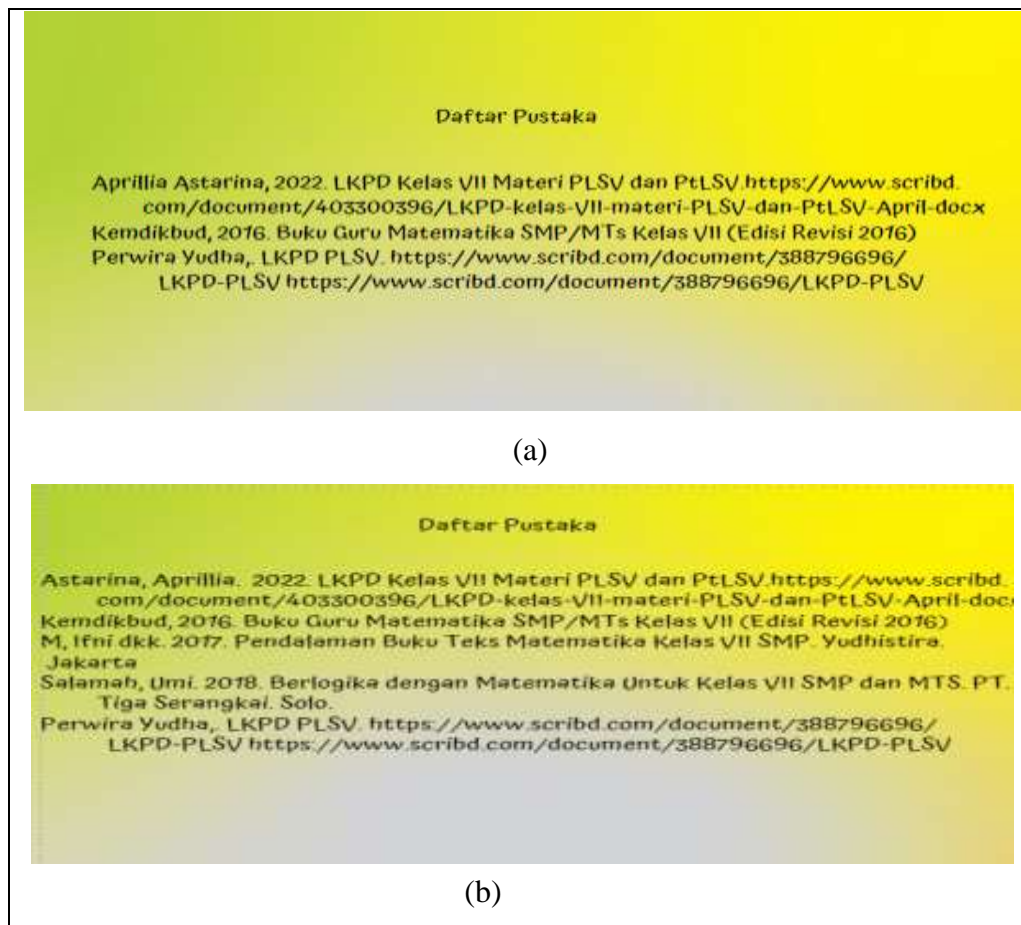 Daftar Pustaka
Aprillia Astarina, 2022. LKPD Kelas VII Materi PLSV dan PtLSV.https://www.scribd.
com/document/403300396/LKPD-kelas-VII-materi-PLSV-dan-PtLSV-April-docx
Kemdikbud, 2016. Buku Guru Matematika SMP/MTs Kelas VII (Edisi Revisi 2016)
Perwira Yudha,. LKPD PLSV. https://www.scribd.com/document/388796696/
LKPD-PLSV https://www.scribd.com/document/388796696/LKPD-PLSV
(a)
Daftar Pustaka
Astarina, Aprillia. 2022. LKPD Kelas VII Materi PLSV dan PtLSV.https://www.scribd.
com/document/403300396/LKPD-kelas-VII-materi-PLSV-dan-PtLSV-April-doc
Kemdikbud, 2016. Buku Guru Matematika SMP/MTs Kelas VII (Edisi Revisi 2016)
M, Ifni dkk. 2017. Pendalaman Buku Teks Matematika Kelas VII SMP. Yudhistira.
Jakarta
Salamah, Umi. 2018. Berlogika dengan Matematika Untuk Kelas VII SMP dan MTS. PT.
Tiga Serangkai. Solo.
Perwira Yudha,. LKPD PLSV. https://www.scribd.com/document/388796696/
LKPD-PLSV https://www.scribd.com/document/388796696/LKPD-PLSV
(b)